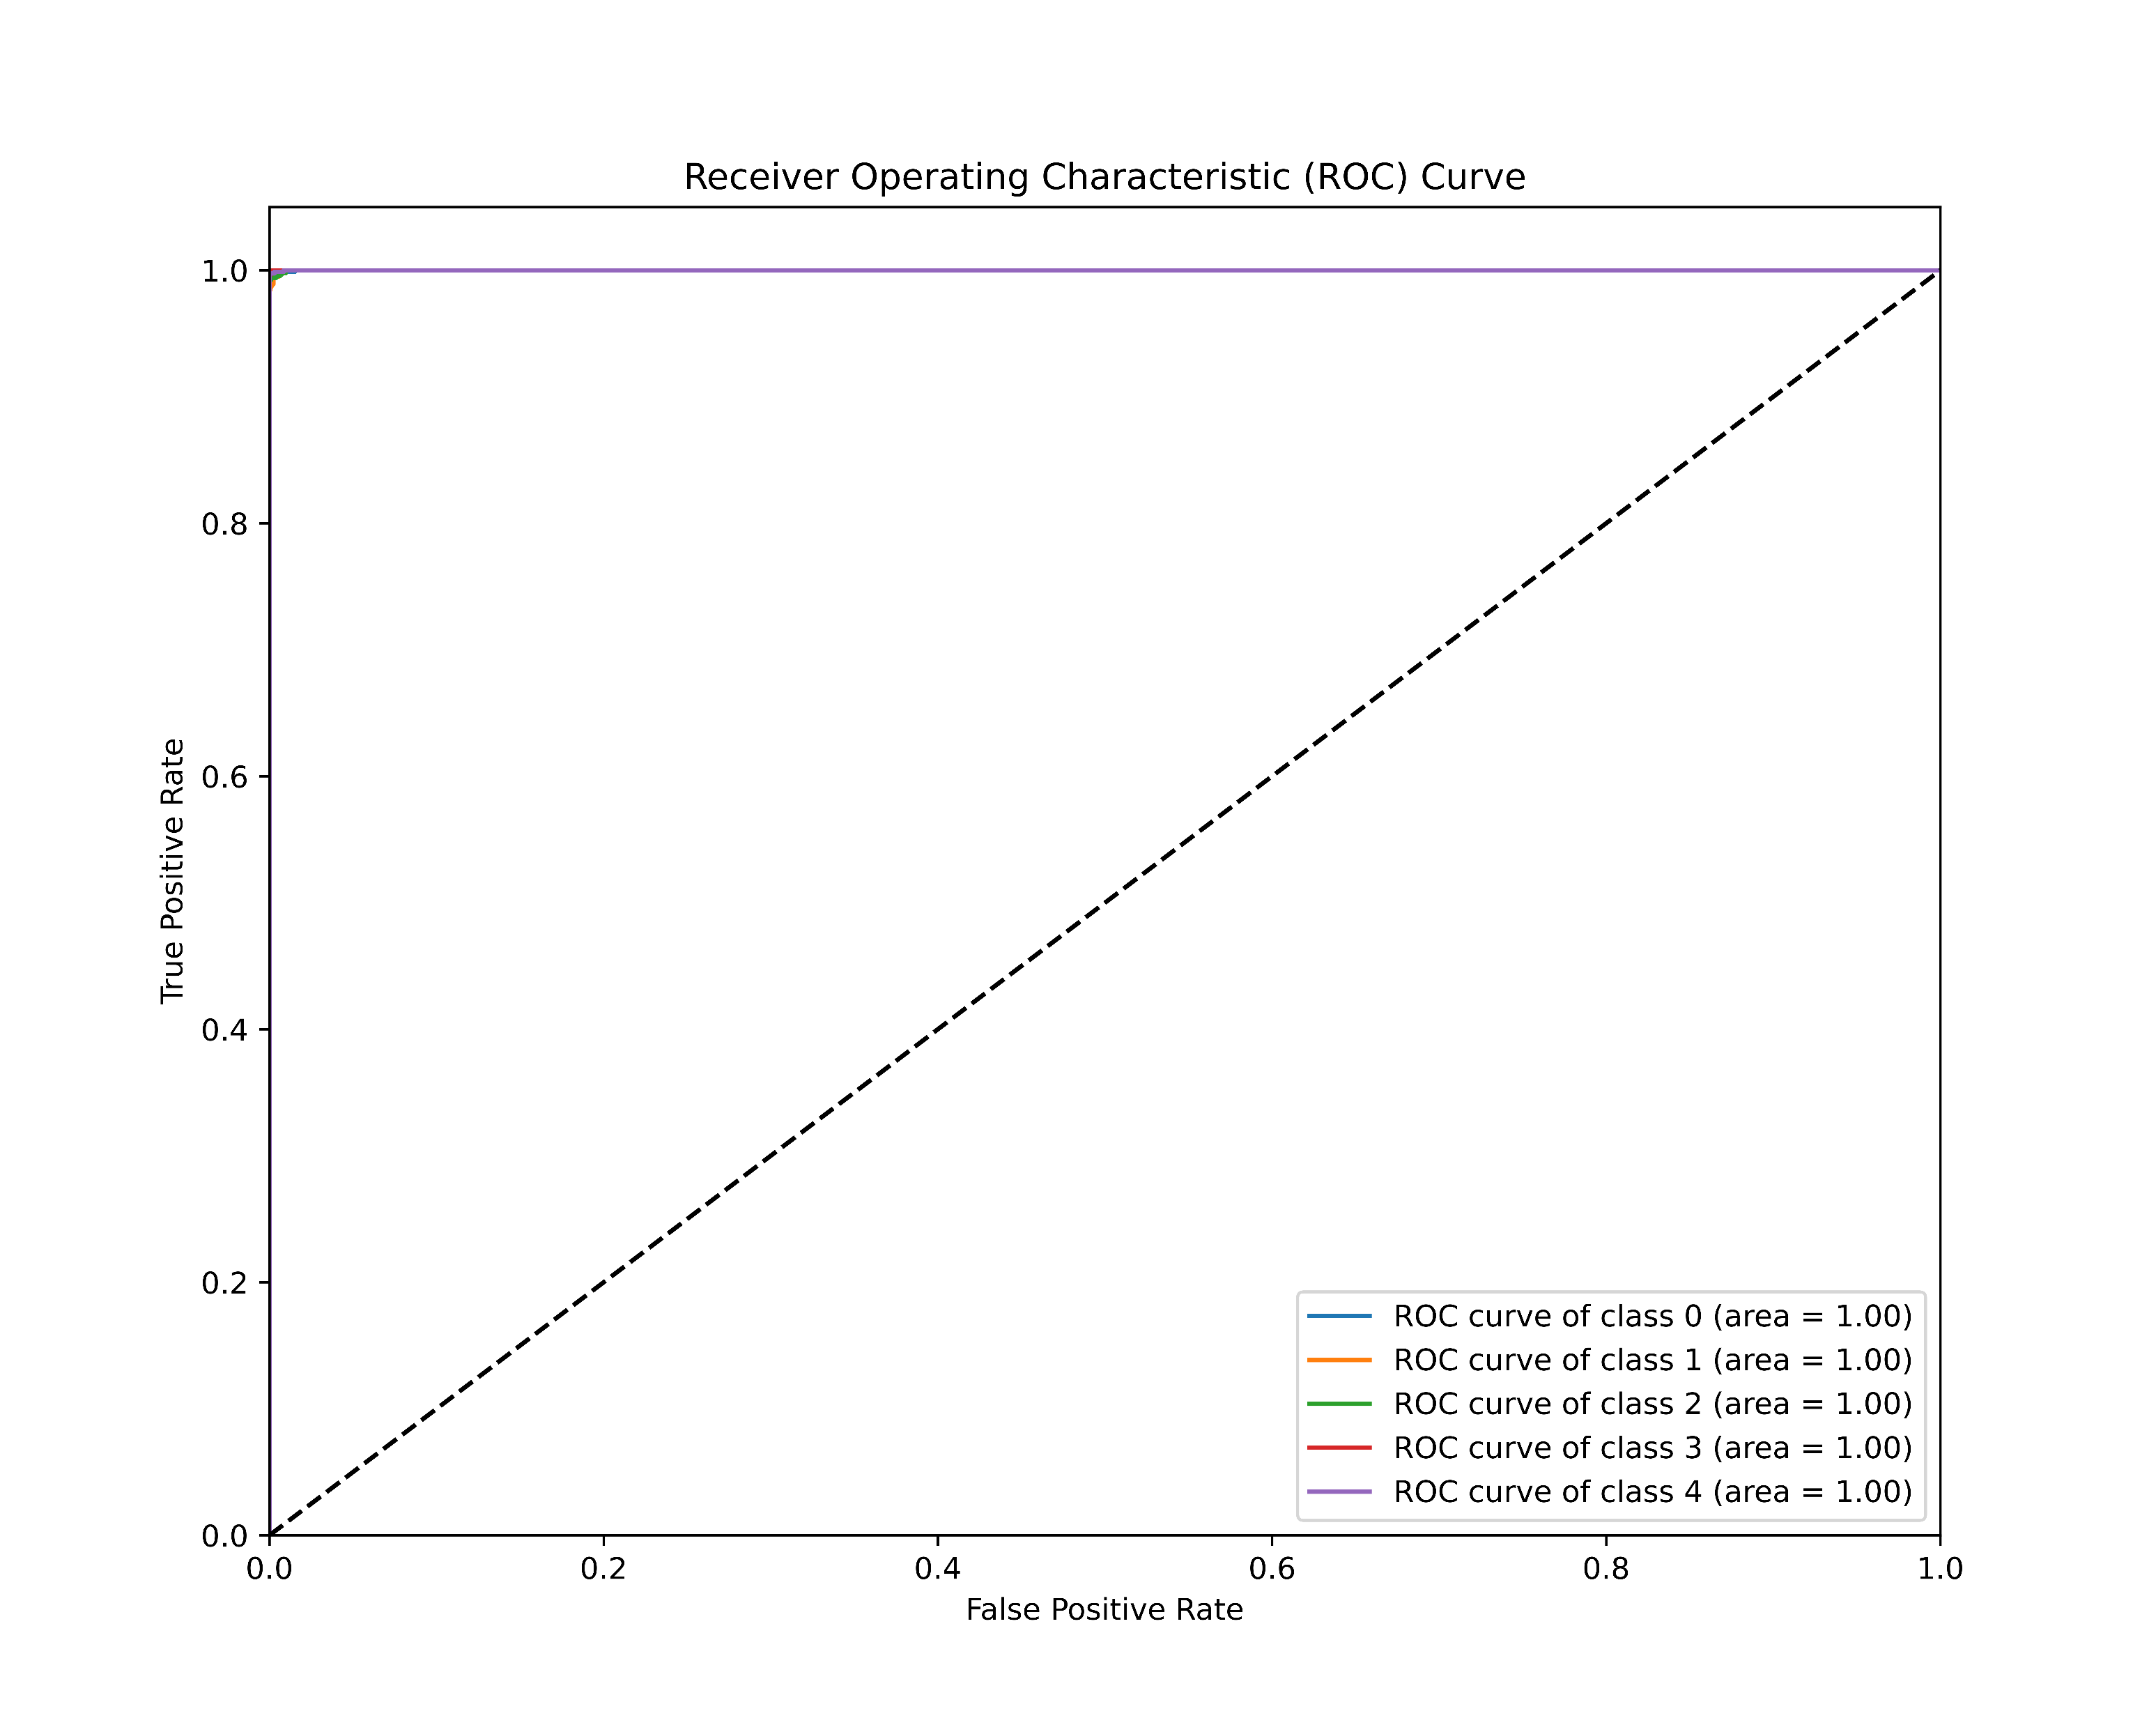 Receiver Operating Characteristic (ROC) Curve
1.0
0.8
0.6
0.4
0.2
0.0
True Positive Rate
ROC curve of class 0 (area = 1.00)
ROC curve of class 1 (area = 1.00)
ROC curve of class 2 (area = 1.00)
ROC curve of class 3 (area = 1.00)
ROC curve of class 4 (area = 1.00)
0.0 0.2 0.4 0.6 0.8 1.0
False Positive Rate